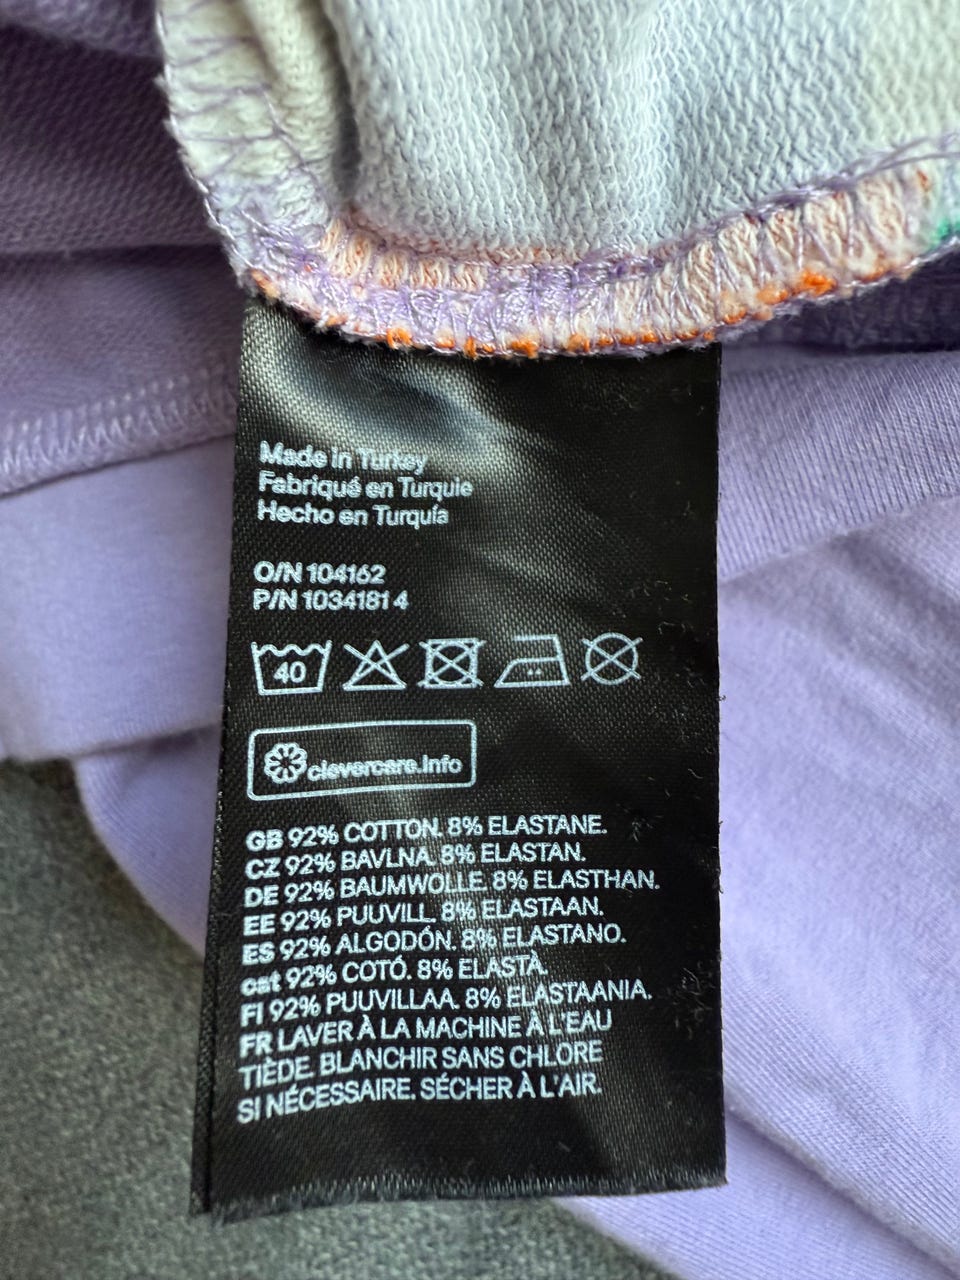 Made in Turkey
Fabriqué en Turquie
Hecho en Turquía
O/N 104162
P/N 1034181 4
40
clevercare.info
GB 92% COTTON. 8% ELASTANE.
CZ 92% BAVLNA. 8% ELASTAN.
DE 92% BAUMWOLLE. 8% ELASTHAN.
EE 92% PUUVILL. 8% ELASTAAN.
ES 92% ALGODÓN. 8% ELASTANO.
cat 92% COTÓ. 8% ELASTÀ.
FI 92% PUUVILLAA. 8% ELASTAANIA.
FR LAVER À LA MACHINE À L'EAU
TIÈDE. BLANCHIR SANS CHLORE
SI NÉCESSAIRE. SÉCHER À L'AIR.